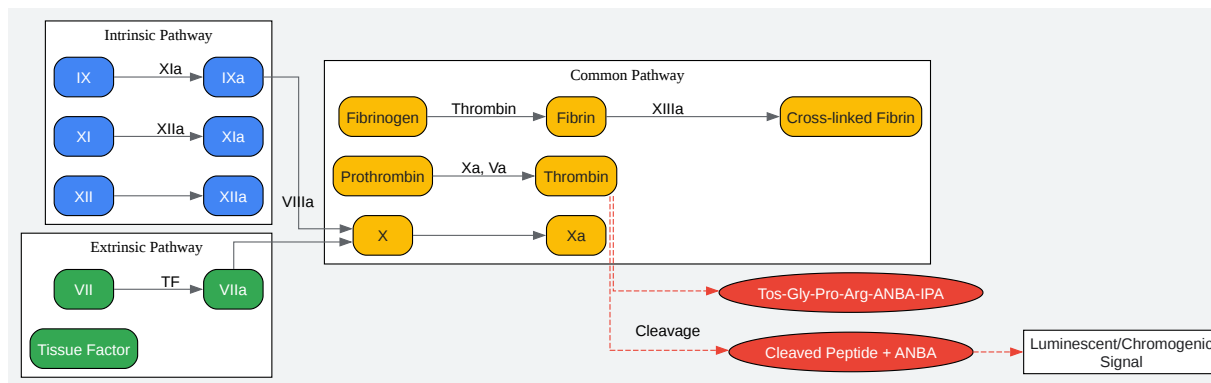 Intrinsic Pathway
IX
XIa
IXa
XI
XIIa
XIa
XII
XIIa
VIIIa
Extrinsic Pathway
VII
TF
VIIa
Tissue Factor
Common Pathway
Fibrinogen
Thrombin
Fibrin
XIIIa
Cross-linked Fibrin
Prothrombin
Xa, Va
Thrombin
X
Xa
Tos-Gly-Pro-Arg-ANBA-IPA
Cleavage
Cleaved Peptide + ANBA
Luminescent/Chromogenic
Signal